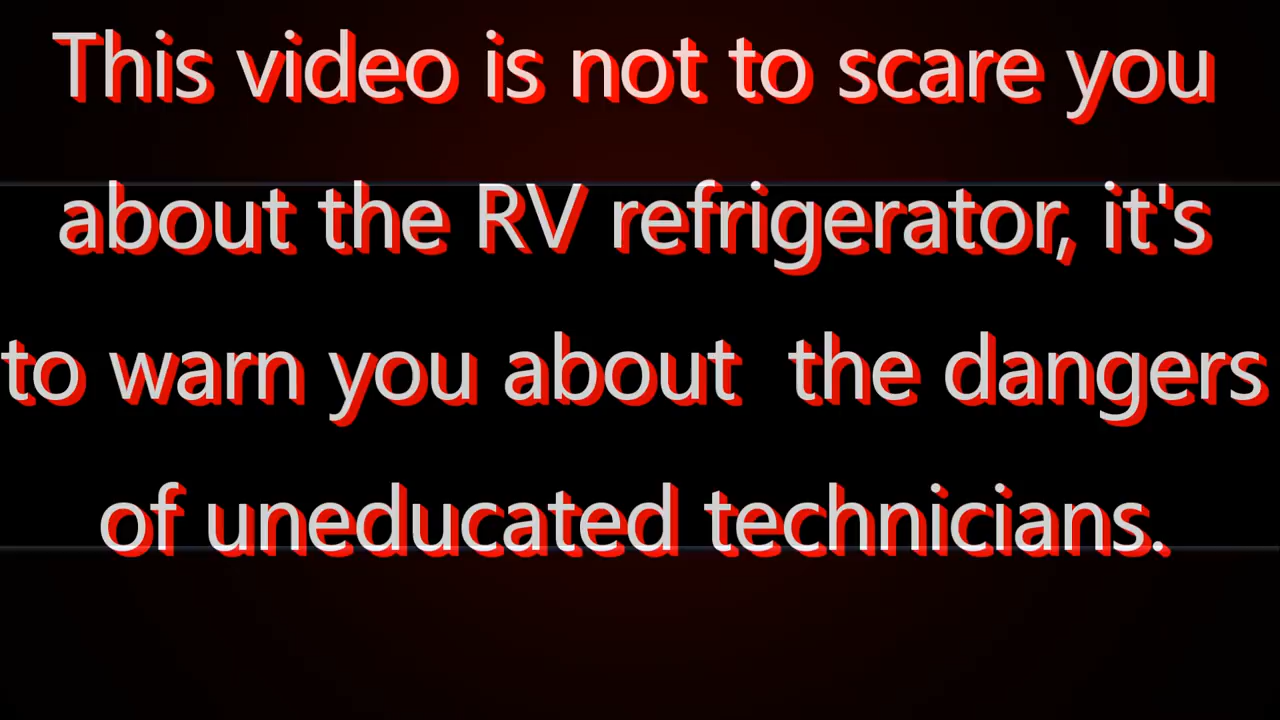 This video is not to scare you
about the RV refrigerator, it's
to warn you about  the dangers
of uneducated technicians.